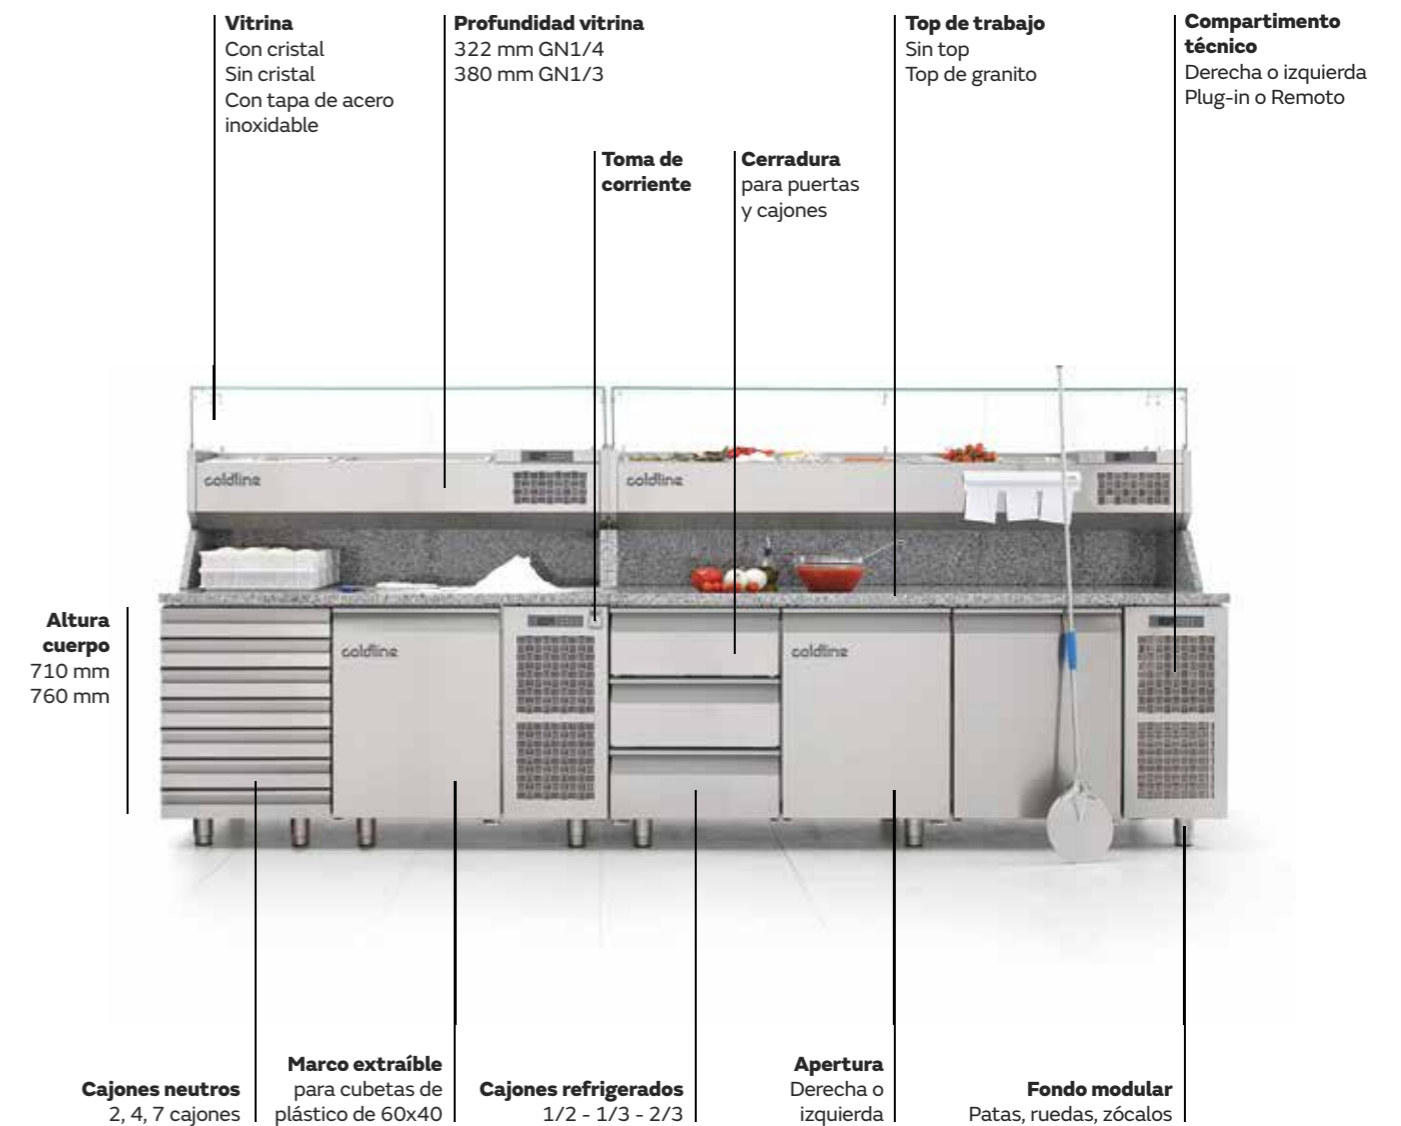 Vitrina
Con cristal
Sin cristal
Con tapa de acero
inoxidable
Profundidad vitrina
322 mm GN1/4
380 mm GN1/3
Top de trabajo
Sin top
Top de granito
Compartimento
técnico
Derecha o izquierda
Plug-in o Remoto
Toma de
corriente
Cerradura
para puertas
y cajones
coldline
coldline
Altura
cuerpo
710 mm
760 mm
coldline
coldline
Cajones neutros
2, 4, 7 cajones
Marco extraíble
para cubetas de
plástico de 60x40
Cajones refrigerados
1/2 - 1/3 - 2/3
Apertura
Derecha o
izquierda
Fondo modular
Patas, ruedas, zócalos